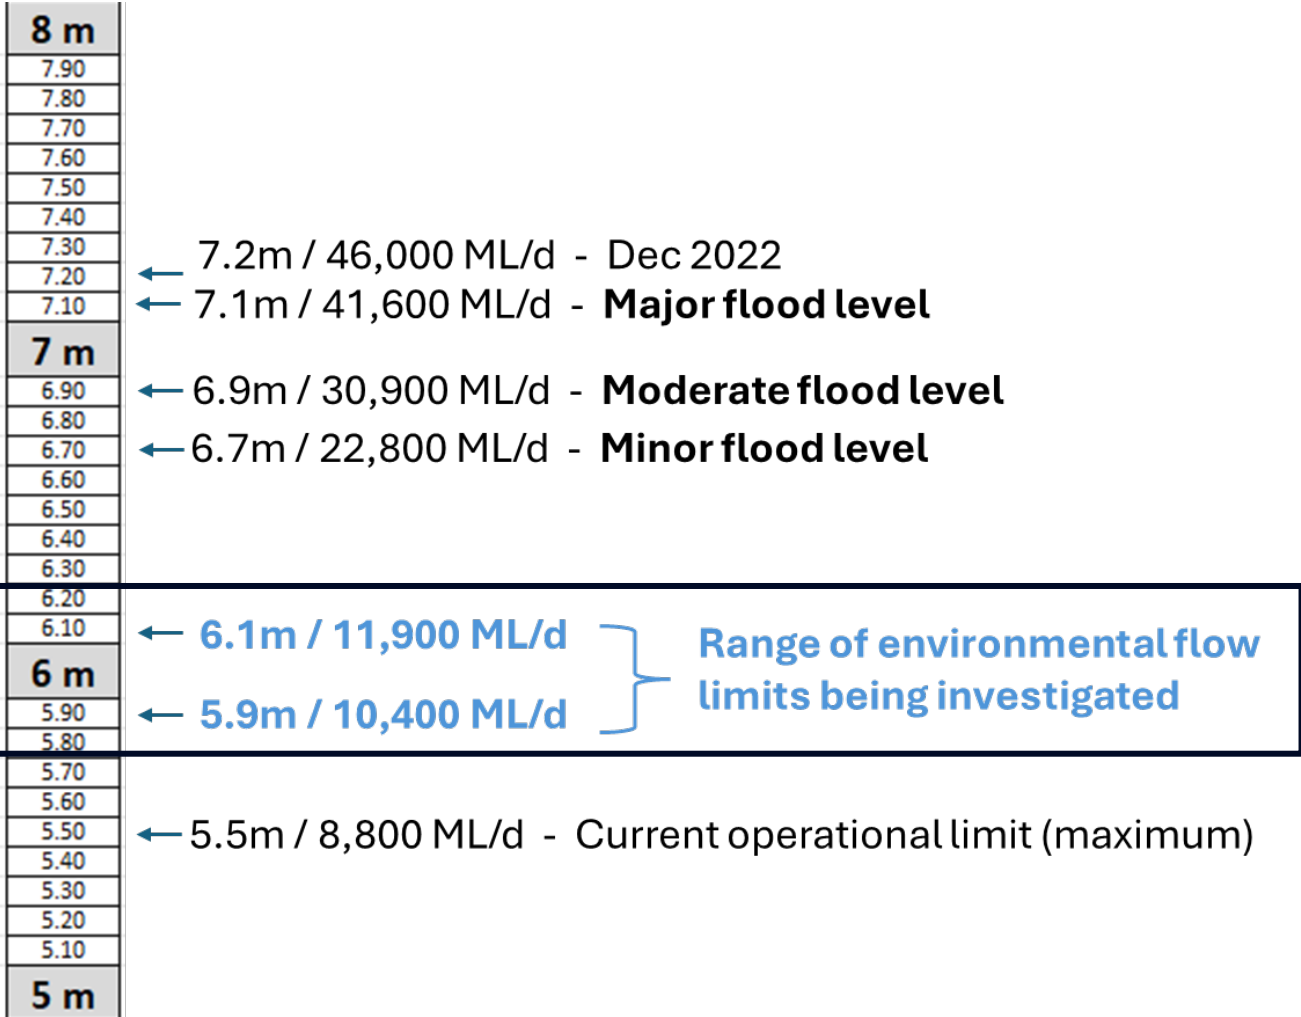 8 m
7.90
7.80
7.70
7.60
7.50
7.40
7.30
7.20
7.2m / 46,000 ML/d - Dec 2022
7.10
7.1m / 41,600 ML/d - Major flood level
7 m
6.90
6.9m / 30,900 ML/d - Moderate flood level
6.80
6.70
6.7m / 22,800 ML/d - Minor flood level
6.60
6.50
6.40
6.30
6.20
6.10
6.1m / 11,900 ML/d
Range of environmental flow
limits being investigated
6 m
5.90
5.9m / 10,400 ML/d
5.80
5.70
5.60
5.50
5.5m / 8,800 ML/d - Current operational limit (maximum)
5.40
5.30
5.20
5.10
5 m